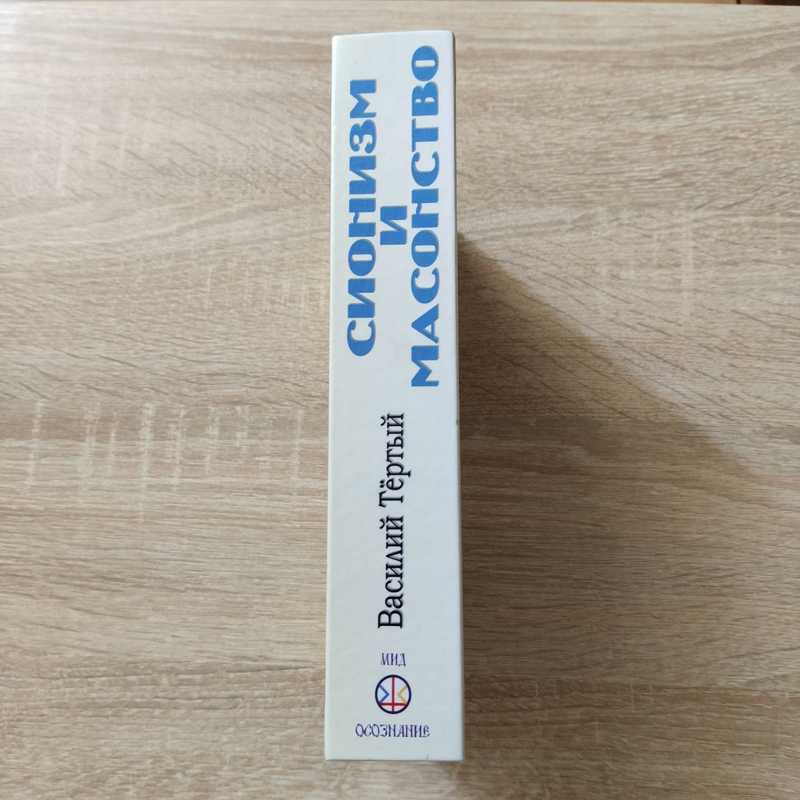 СИОНИЗМ
И
МАСОНСТВО
Василий Тёртый
МИД
ОСОЗНАНИЕ